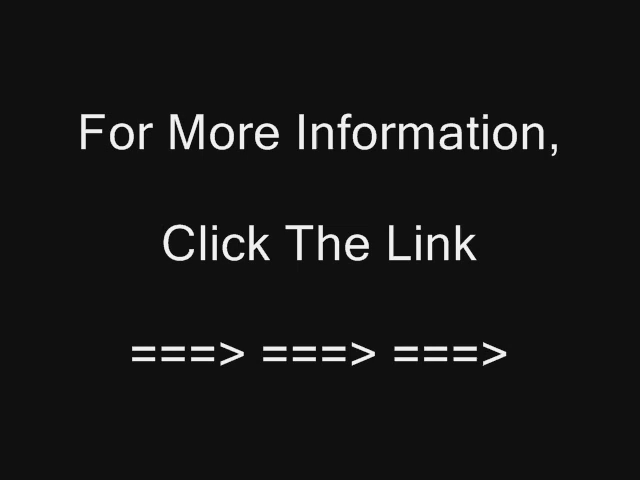 For More Information,
Click The Link
===> ===> ===>